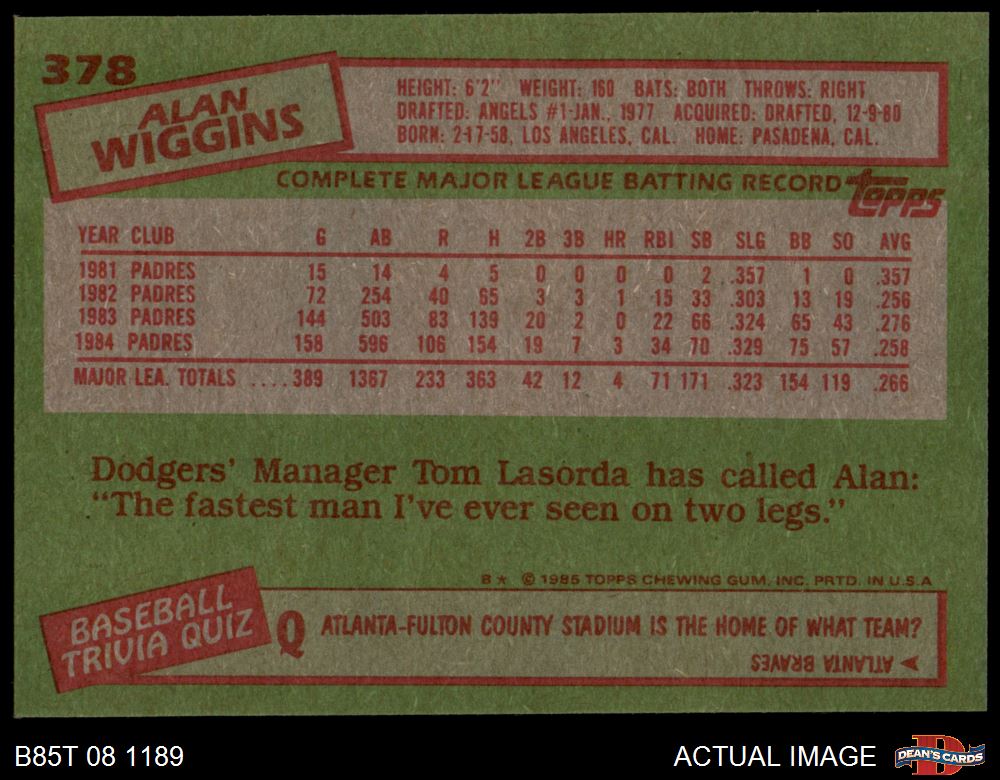 378
ALAN
WIGGINS
HEIGHT: 6'2" WEIGHT: 160 BATS: BOTH THROWS: RIGHT
DRAFTED: ANGELS #1-JAN., 1977 ACQUIRED: DRAFTED, 12-9-80
BORN: 2-17-58, LOS ANGELES, CAL. HOME: PASADENA, CAL.
COMPLETE MAJOR LEAGUE BATTING RECORD topps
YEAR CLUB G AB R H 2B 3B HR RBI SB SLG BB SO AVG
1981 PADRES 15 14 4 5 0 0 0 0 2 .357 1 0 .357
1982 PADRES 72 254 40 65 3 3 1 15 33 .303 13 19 .256
1983 PADRES 144 503 83 139 20 2 0 22 66 .324 65 43 .276
1984 PADRES 158 596 106 154 19 7 3 34 70 .329 75 57 .258
MAJOR LEA. TOTALS ....389 1367 233 363 42 12 4 71 171 .323 154 119 .266
Dodgers' Manager Tom Lasorda has called Alan:
"The fastest man I've ever seen on two legs."
B* © 1985 TOPPS CHEWING GUM, INC. PRTD. IN U.S.A
BASEBALL
TRIVIA QUIZ
Q ATLANTA-FULTON COUNTY STADIUM IS THE HOME OF WHAT TEAM?
ATLANTA BRAVES
B85T 08 1189
ACTUAL IMAGE
D
DEAN'S CARDS